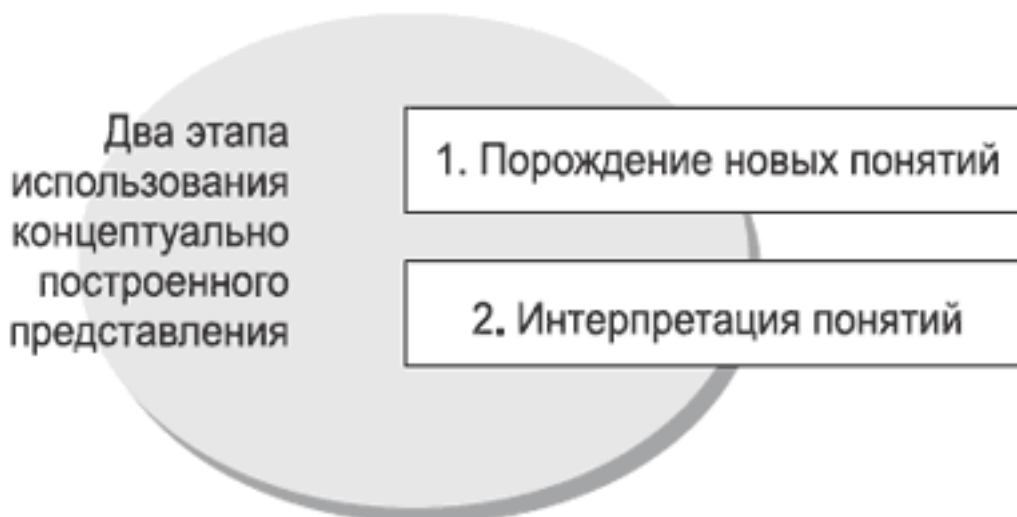 Два этапа
использования
концептуально
построенного
представления
1. Порождение новых понятий
2. Интерпретация понятий